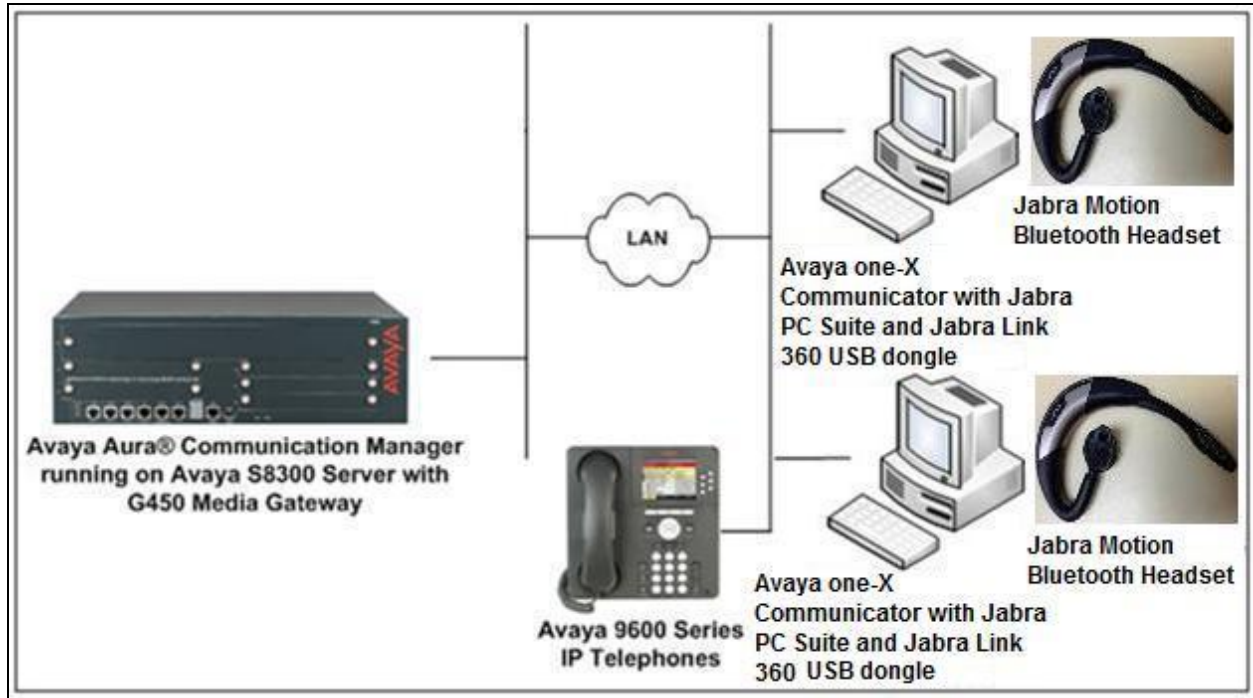 LAN
Jabra Motion
Bluetooth Headset
Avaya one-X
Communicator with Jabra
PC Suite and Jabra Link
360 USB dongle
AVAYA
Avaya Aura® Communication Manager
running on Avaya S8300 Server with
G450 Media Gateway
Avaya 9600 Series
IP Telephones
Avaya one-X
Communicator with Jabra
PC Suite and Jabra Link
360 USB dongle
Jabra Motion
Bluetooth Headset